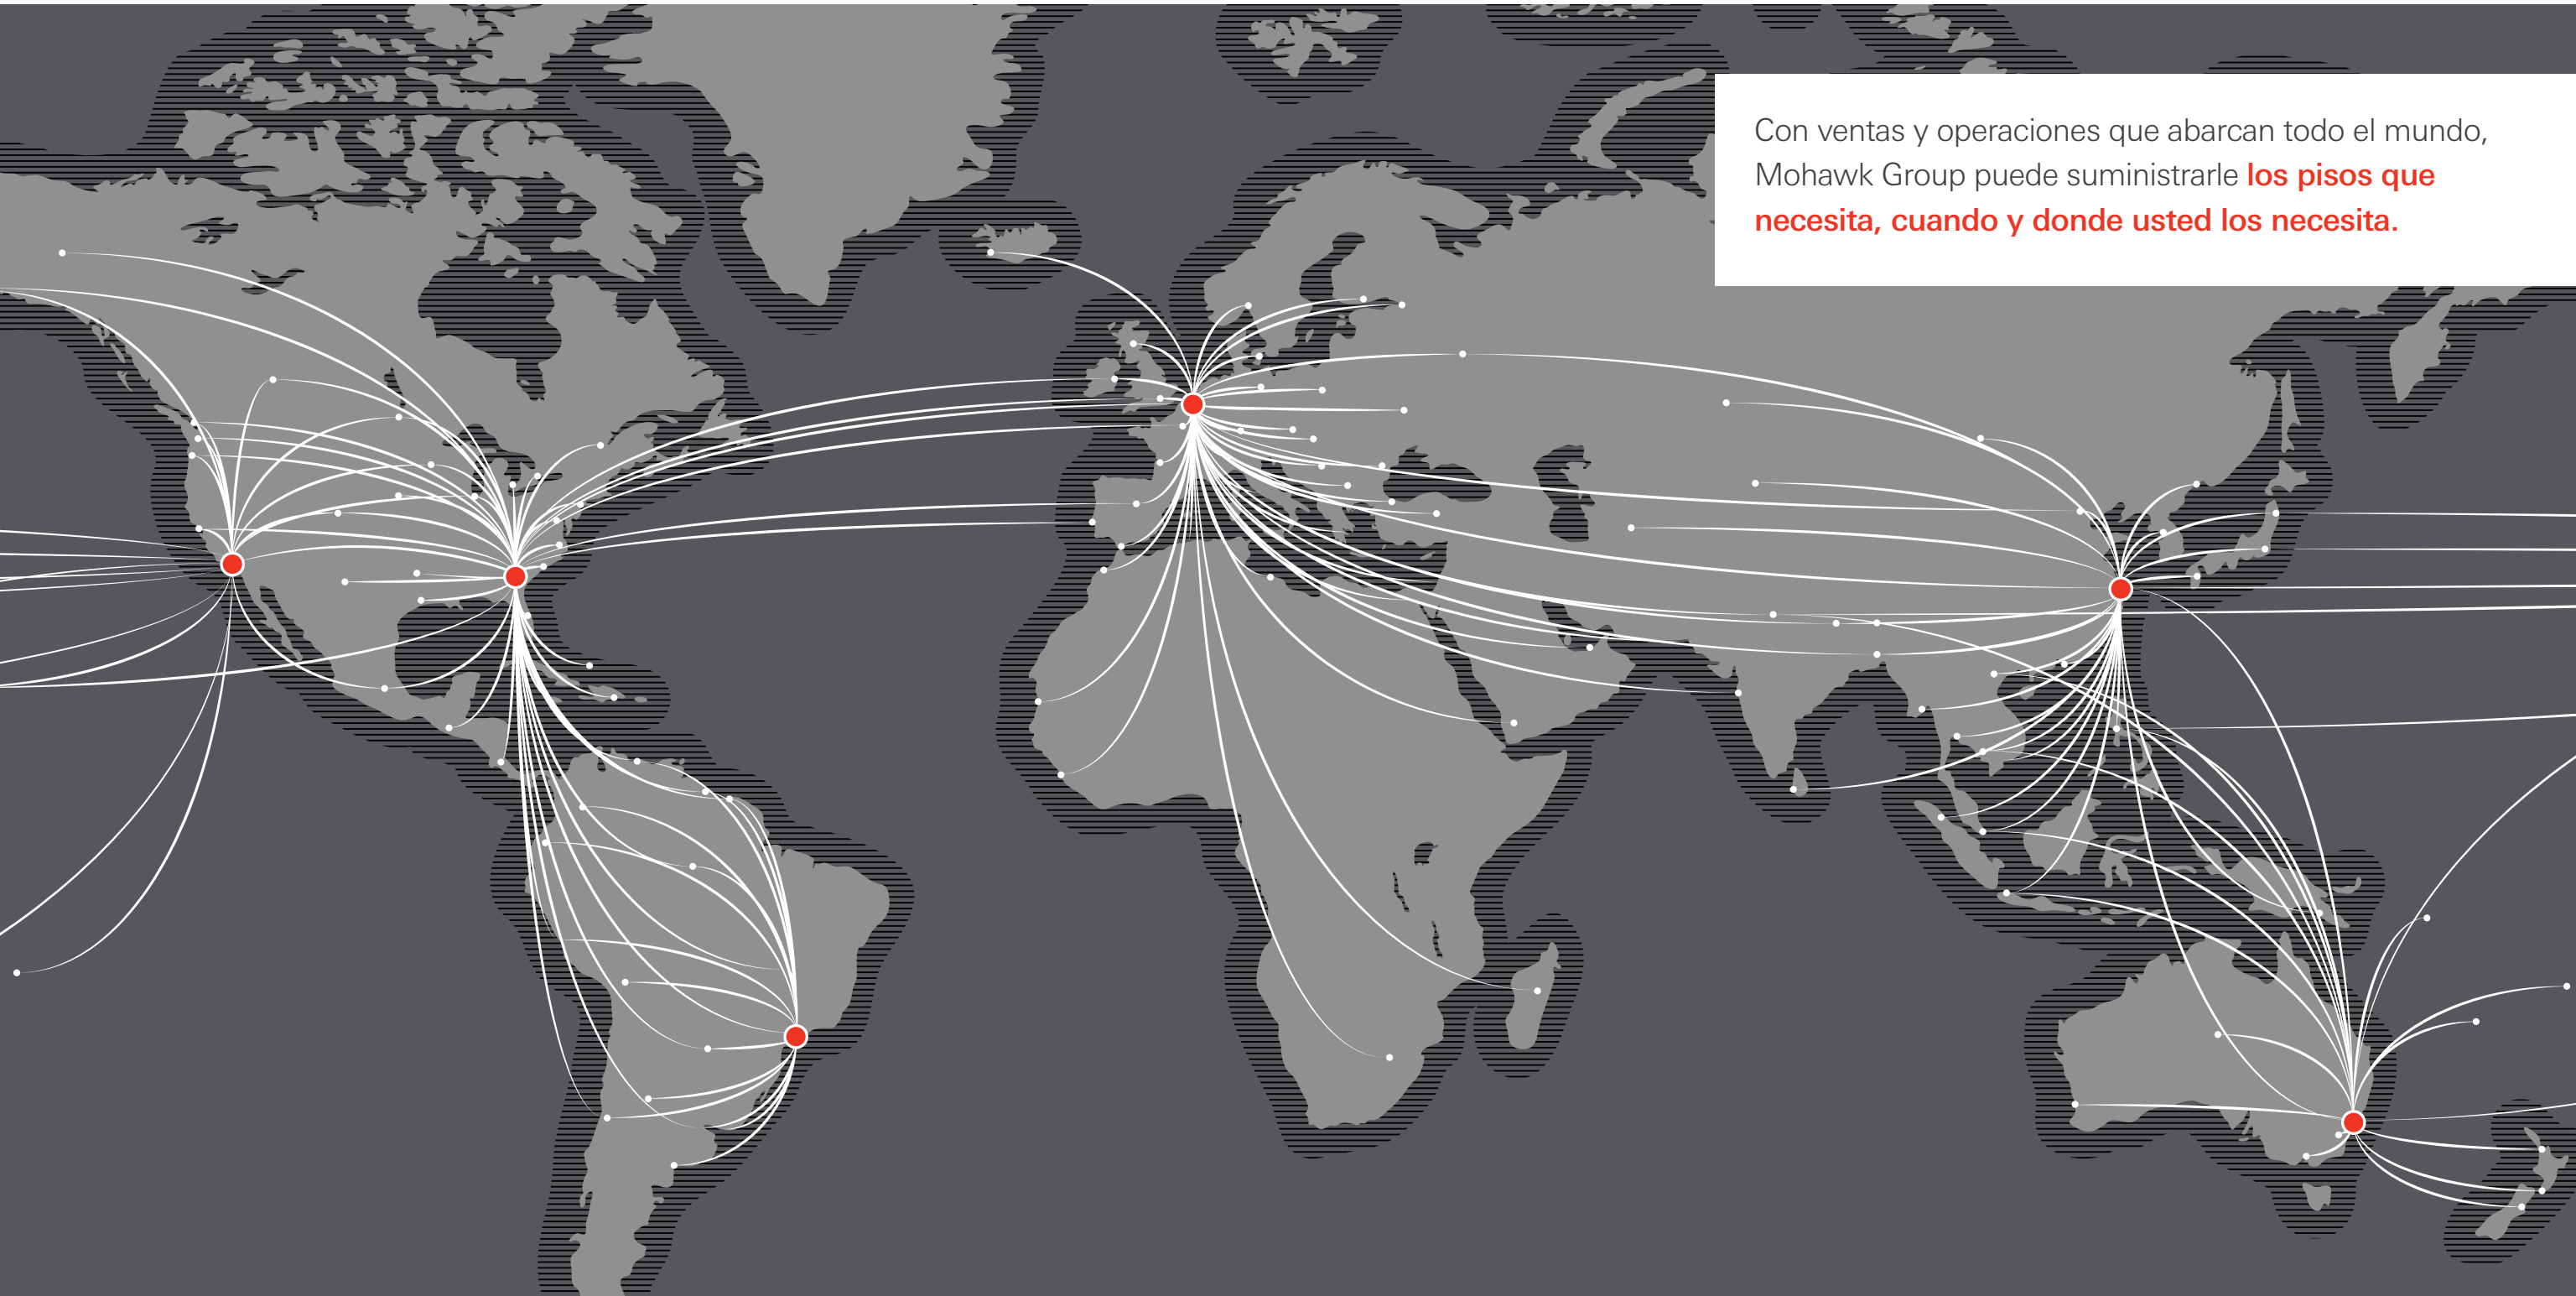 Con ventas y operaciones que abarcan todo el mundo,
Mohawk Group puede suministrarle los pisos que
necesita, cuando y donde usted los necesita.